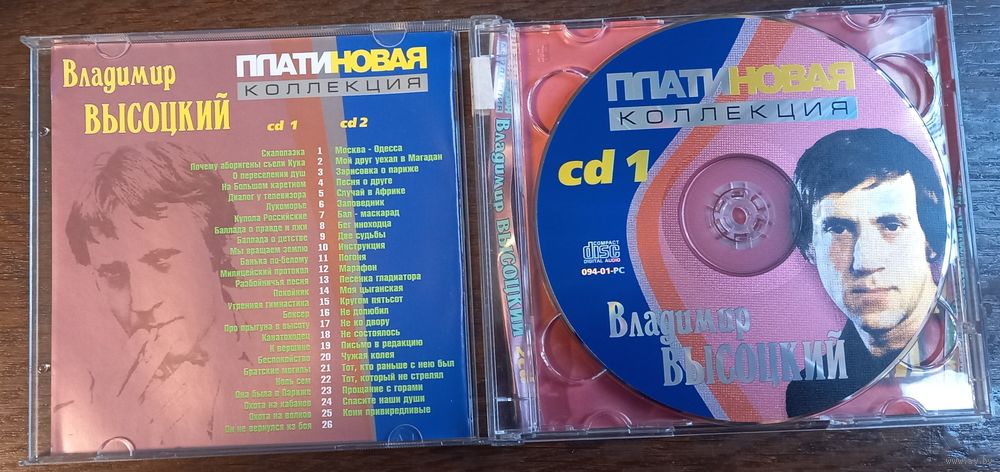 Владимир
ВЫСОЦКИЙ
ПЛАТИНОВАЯ
КОЛЛЕКЦИЯ
cd 1 cd 2
Скалолазка 1 Москва - Одесса
Почему аборигены съели Кука 2 Мой друг уехал в Магадан
О переселении душ 3 Зарисовка о париже
На Большом каретном 4 Песня о друге
Диалог у телевизора 5 Случай в Африке
Лукоморье 6 Заповедник
Купола Российские 7 Бал - маскарад
Баллада о правде и лжи 8 Бег иноходца
Баллада о детстве 9 Две судьбы
Мы вращаем землю 10 Инструкция
Банька по-белому 11 Погоня
Милицейский протокол 12 Марафон
Разбойничья песня 13 Песенка гладиатора
Покойник 14 Моя цыганская
Утренняя гимнастика 15 Кругом пятьсот
Боксер 16 Не долюбил
Про прыгуна в высоту 17 Не ко двору
Канатоходец 18 Не состоялось
К вершине 19 Письмо в редакцию
Беспокойство 20 Чужая колея
Братские могилы 21 Тот, кто раньше с нею был
Ноль сем 22 Тот, который не стрелял
Она была в Париже 23 Прощание с горами
Охота на кабанов 24 Спасите наши души
Охота на волков 25 Кони привиредливые
Он не вернулся из боя 26
Владимир ВЫСОЦКИЙ
ПЛАТИНОВАЯ
КОЛЛЕКЦИЯ
cd 1
COMPACT
disc
DIGITAL AUDIO
094-01-РС
Владимир
ВЫСОЦКИЙ